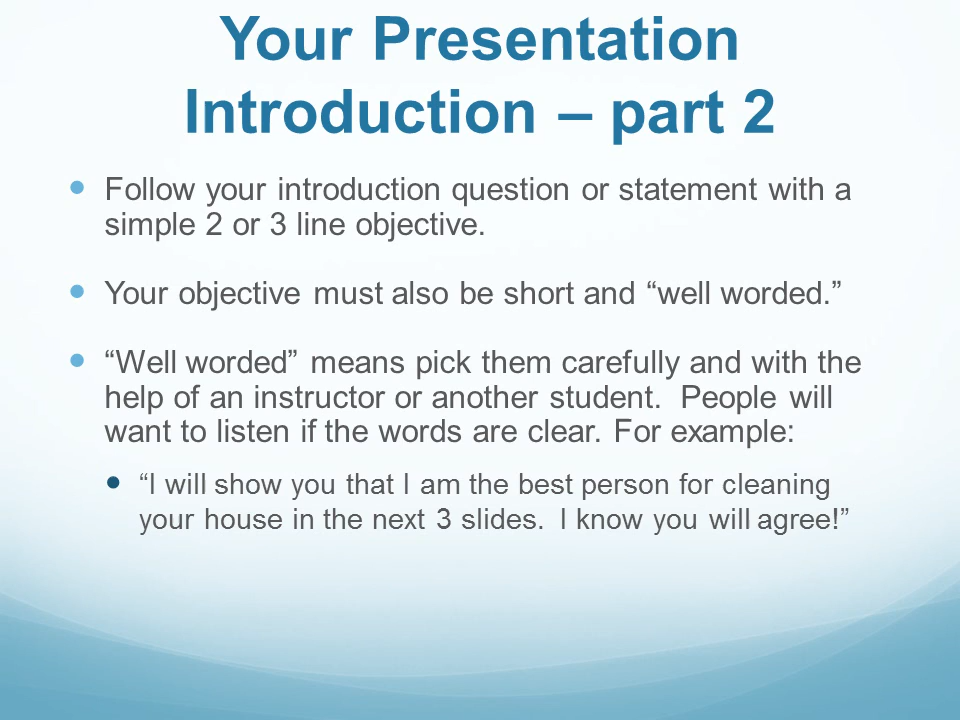 Your Presentation
Introduction – part 2
Follow your introduction question or statement with a
simple 2 or 3 line objective.
Your objective must also be short and “well worded.”
“Well worded” means pick them carefully and with the
help of an instructor or another student.  People will
want to listen if the words are clear. For example:
“I will show you that I am the best person for cleaning
your house in the next 3 slides.  I know you will agree!”